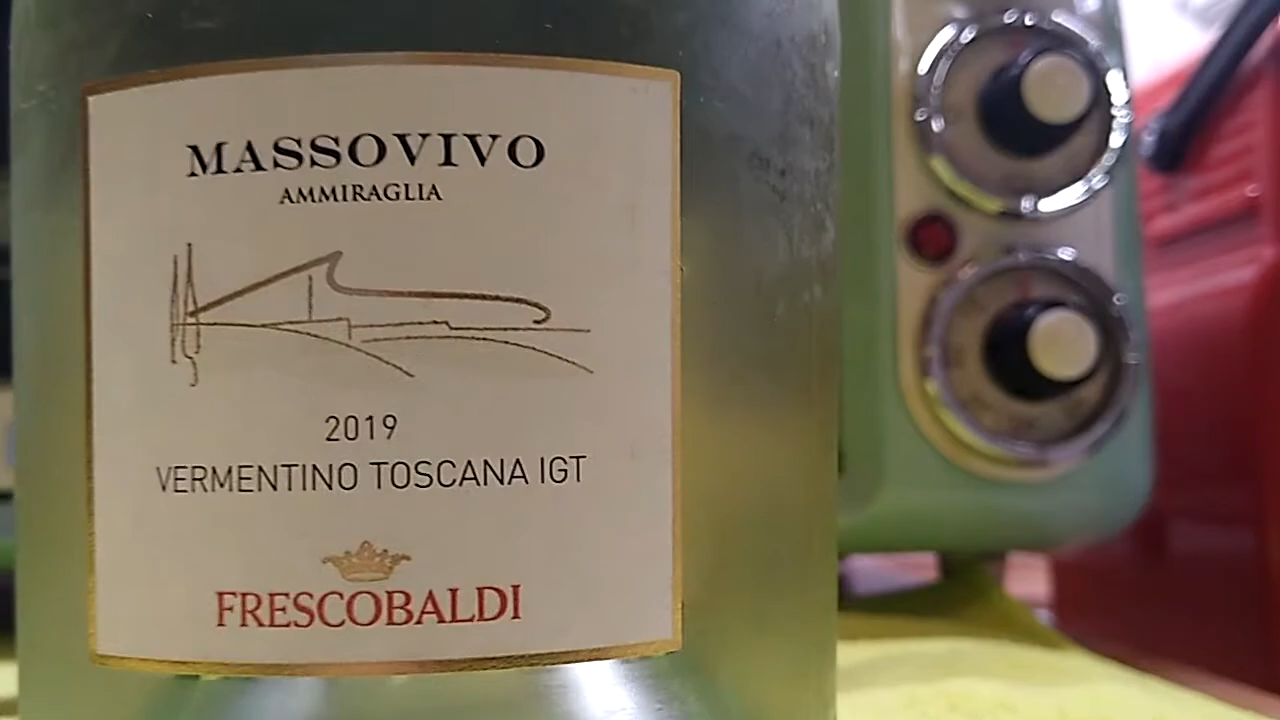 MASSOVIVO
AMMIRAGLIA
2019
VERMENTINO TOSCANA IGT
FRESCOBALDI